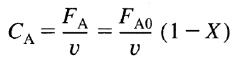 C_A = F_A/v = F_A0/v (1 − X)